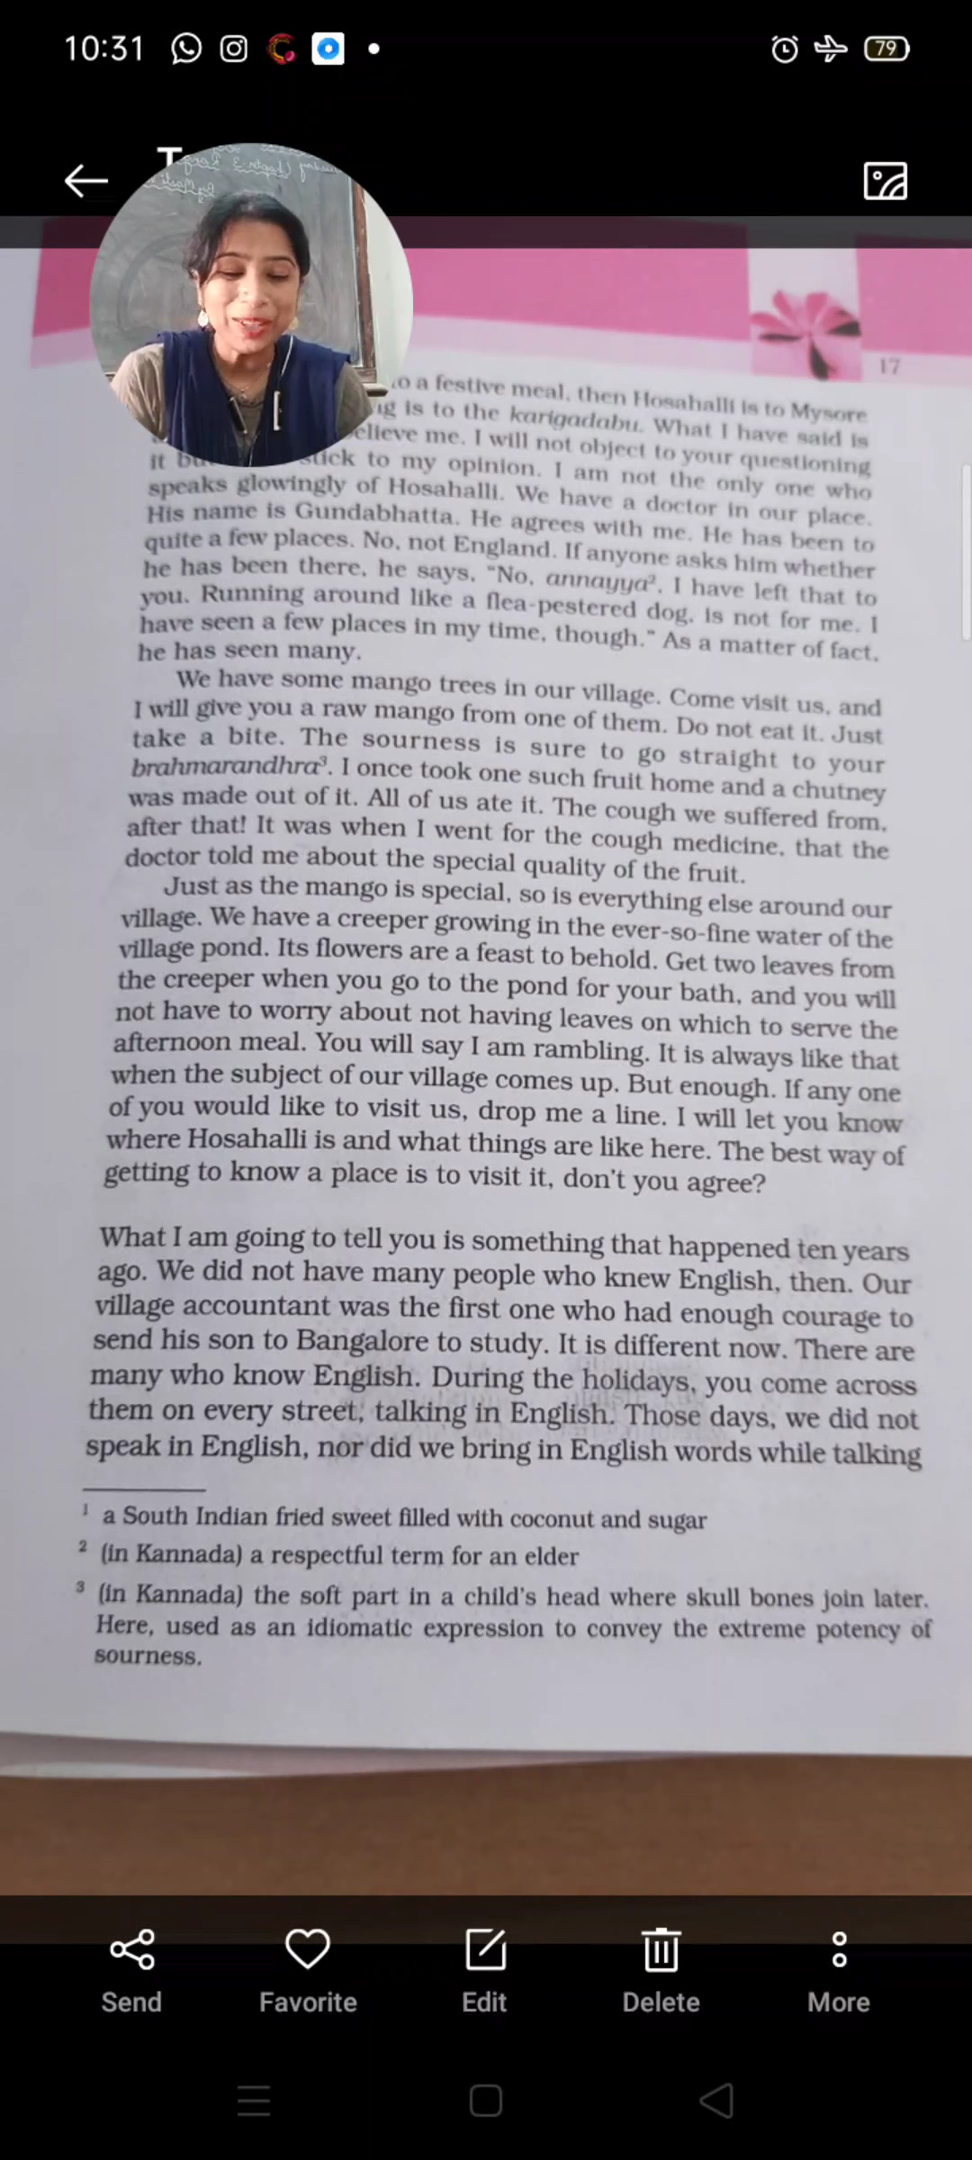 10:31
79
T
17
to a festive meal, then Hosahalli is to Mysore
is to the karigadabu. What I have said is
believe me. I will not object to your questioning
it stick to my opinion. I am not the only one who
speaks glowingly of Hosahalli. We have a doctor in our place.
His name is Gundabhatta. He agrees with me. He has been to
quite a few places. No, not England. If anyone asks him whether
he has been there, he says, "No, annayya², I have left that to
you. Running around like a flea-pestered dog, is not for me. I
have seen a few places in my time, though." As a matter of fact,
he has seen many.
We have some mango trees in our village. Come visit us, and
I will give you a raw mango from one of them. Do not eat it. Just
take a bite. The sourness is sure to go straight to your
brahmarandhra³. I once took one such fruit home and a chutney
was made out of it. All of us ate it. The cough we suffered from,
after that! It was when I went for the cough medicine, that the
doctor told me about the special quality of the fruit.
Just as the mango is special, so is everything else around our
village. We have a creeper growing in the ever-so-fine water of the
village pond. Its flowers are a feast to behold. Get two leaves from
the creeper when you go to the pond for your bath, and you will
not have to worry about not having leaves on which to serve the
afternoon meal. You will say I am rambling. It is always like that
when the subject of our village comes up. But enough. If any one
of you would like to visit us, drop me a line. I will let you know
where Hosahalli is and what things are like here. The best way of
getting to know a place is to visit it, don't you agree?
What I am going to tell you is something that happened ten years
ago. We did not have many people who knew English, then. Our
village accountant was the first one who had enough courage to
send his son to Bangalore to study. It is different now. There are
many who know English. During the holidays, you come across
them on every street, talking in English. Those days, we did not
speak in English, nor did we bring in English words while talking
¹ a South Indian fried sweet filled with coconut and sugar
² (in Kannada) a respectful term for an elder
³ (in Kannada) the soft part in a child's head where skull bones join later.
Here, used as an idiomatic expression to convey the extreme potency of
sourness.
Send Favorite Edit Delete More